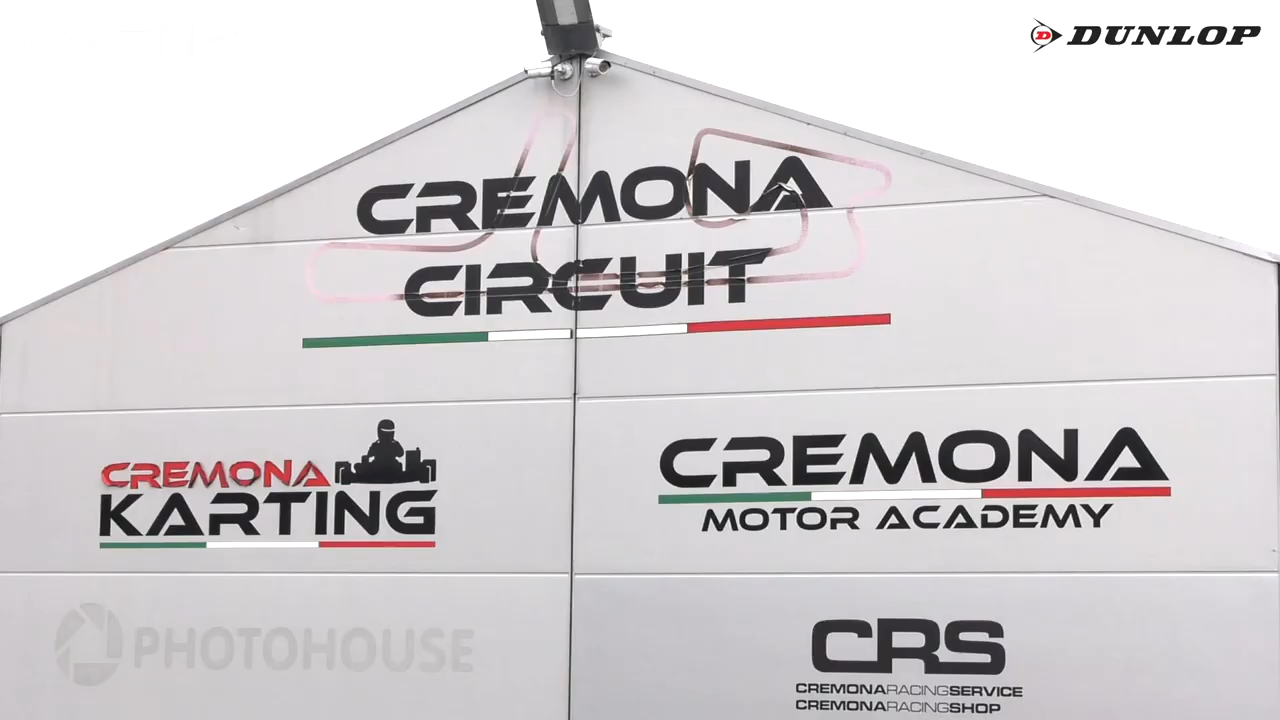 DUNLOP
CREMONA
CIRCUIT
CREMONA
KARTING
CREMONA
MOTOR ACADEMY
PHOTOHOUSE
CRS
CREMONARACINGSERVICE
CREMONARACINGSHOP